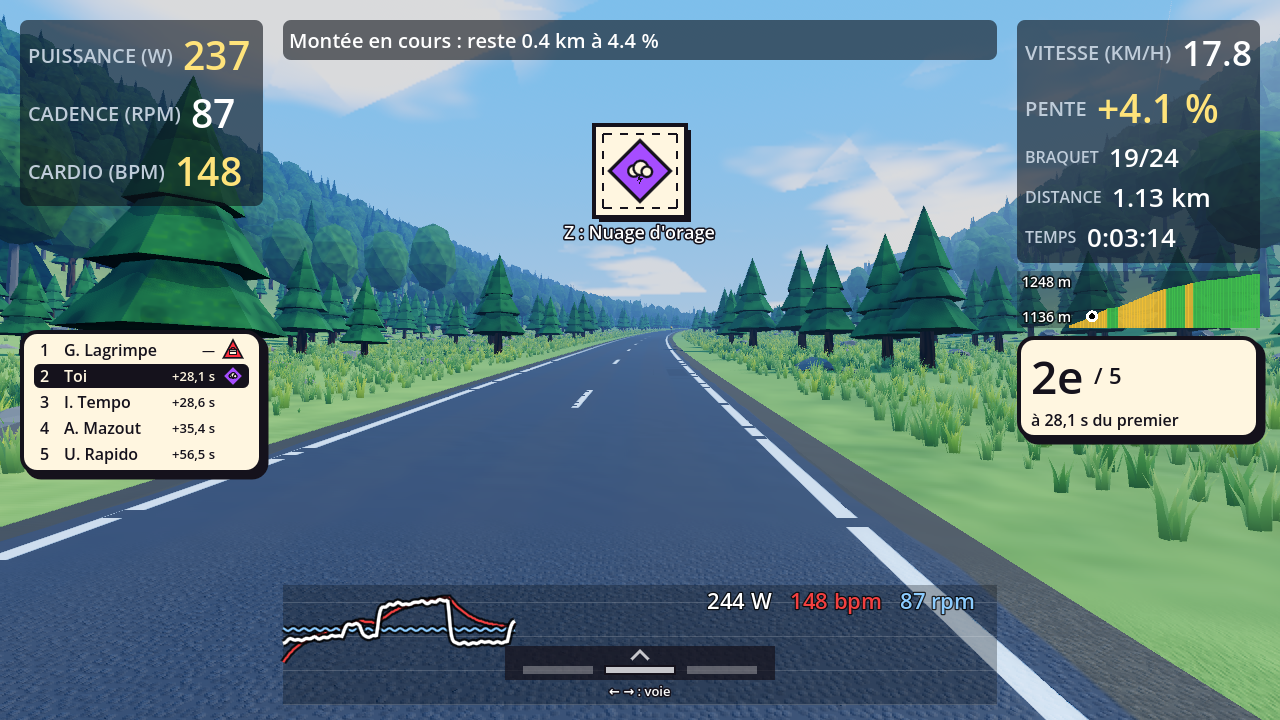 PUISSANCE (W) 237
CADENCE (RPM) 87
CARDIO (BPM) 148
Montée en cours : reste 0.4 km à 4.4 %
VITESSE (KM/H) 17.8
PENTE +4.1 %
BRAQUET 19/24
DISTANCE 1.13 km
TEMPS 0:03:14
Z : Nuage d'orage
1248 m
1136 m
1 G. Lagrimpe —
2 Toi +28,1 s
3 I. Tempo +28,6 s
4 A. Mazout +35,4 s
5 U. Rapido +56,5 s
2e / 5
à 28,1 s du premier
244 W 148 bpm 87 rpm
← → : voie